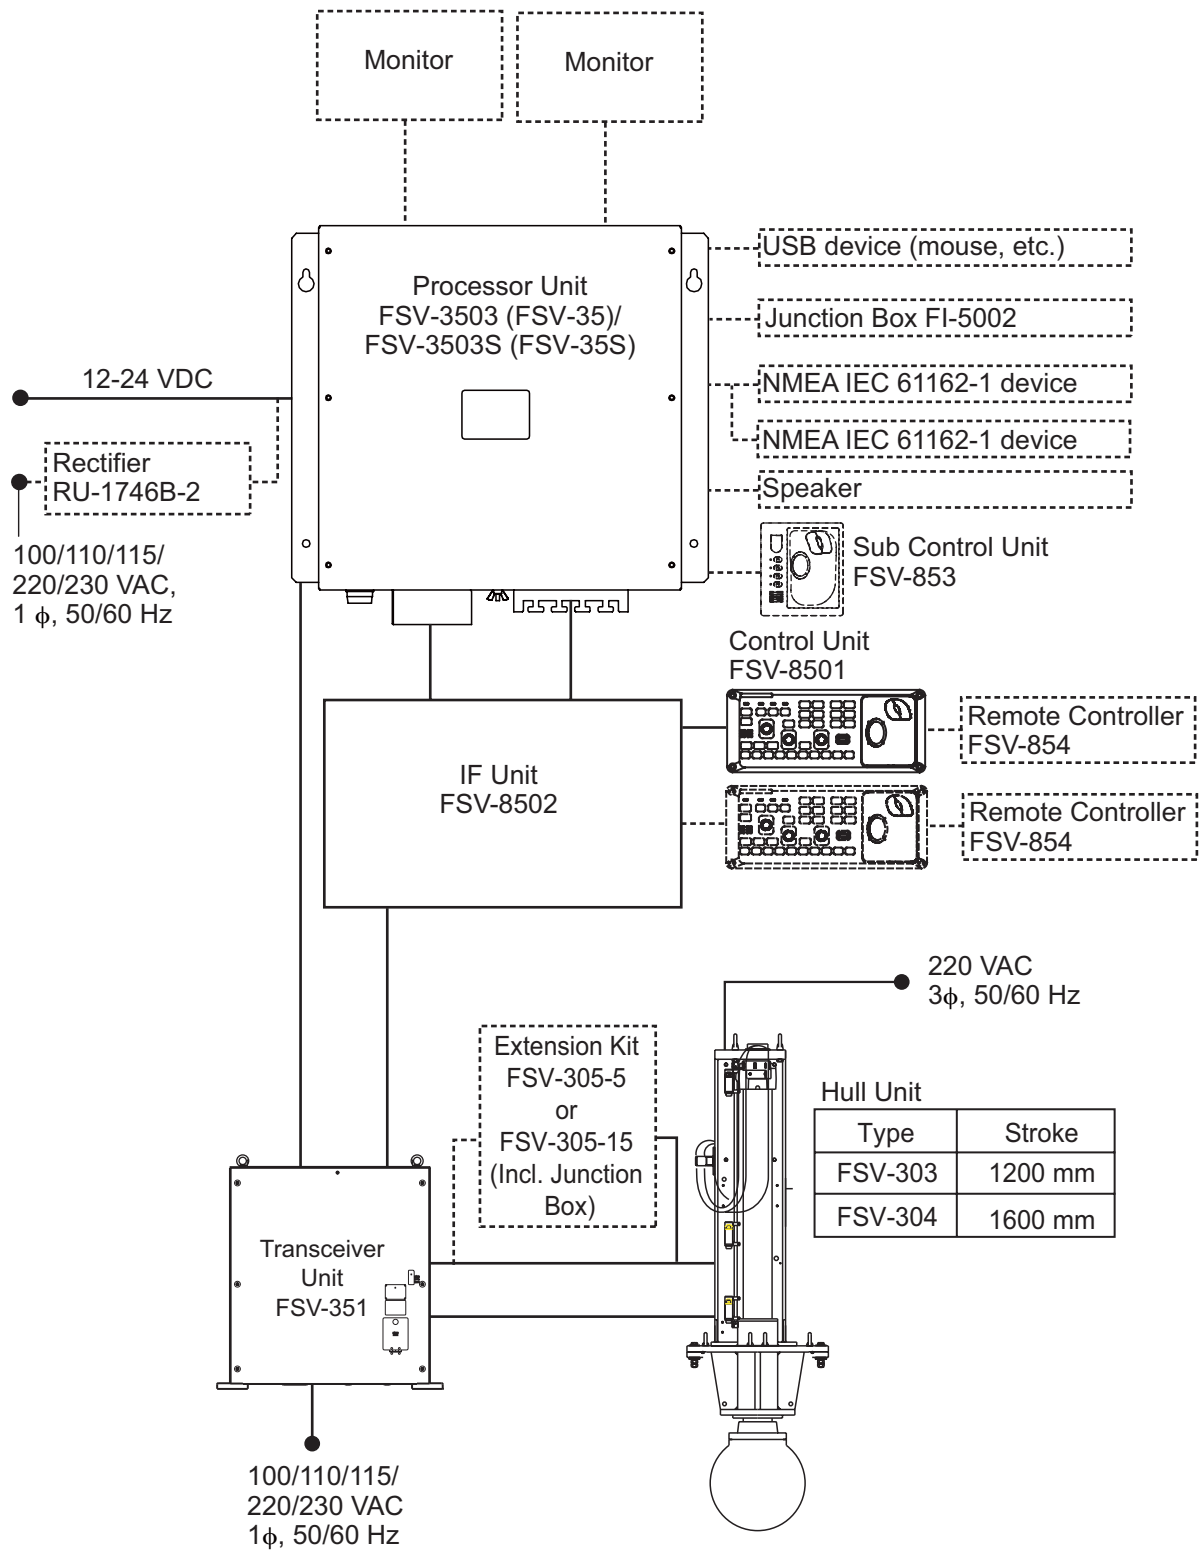 Monitor
Monitor
Processor Unit
FSV-3503 (FSV-35)/
FSV-3503S (FSV-35S)
USB device (mouse, etc.)
Junction Box FI-5002
NMEA IEC 61162-1 device
NMEA IEC 61162-1 device
Speaker
12-24 VDC
Rectifier
RU-1746B-2
100/110/115/
220/230 VAC,
1 ϕ, 50/60 Hz
Sub Control Unit
FSV-853
Control Unit
FSV-8501
Remote Controller
FSV-854
IF Unit
FSV-8502
Remote Controller
FSV-854
220 VAC
3ϕ, 50/60 Hz
Extension Kit
FSV-305-5
or
FSV-305-15
(Incl. Junction
Box)
Hull Unit
Type Stroke
FSV-303 1200 mm
FSV-304 1600 mm
Transceiver
Unit
FSV-351
100/110/115/
220/230 VAC
1ϕ, 50/60 Hz